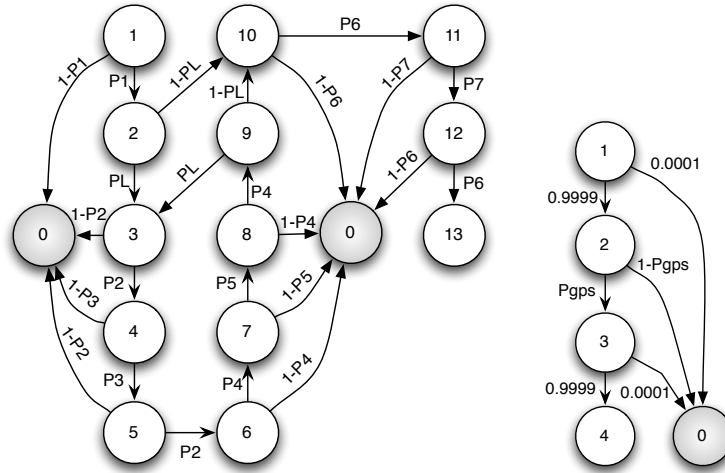 1
10
P6
11
1-P1
P1
1-PL
1-P6
1-P7
P7
2
1-PL
9
12
PL
PL
P4
1-P6
P6
0
1-P2
3
8
1-P4
0
13
P2
P5
1-P3
4
7
1-P5
1-P2
P3
P4
1-P4
5
P2
6
1
0.0001
0.9999
2
1-Pgps
Pgps
3
0.9999
0.0001
4
0